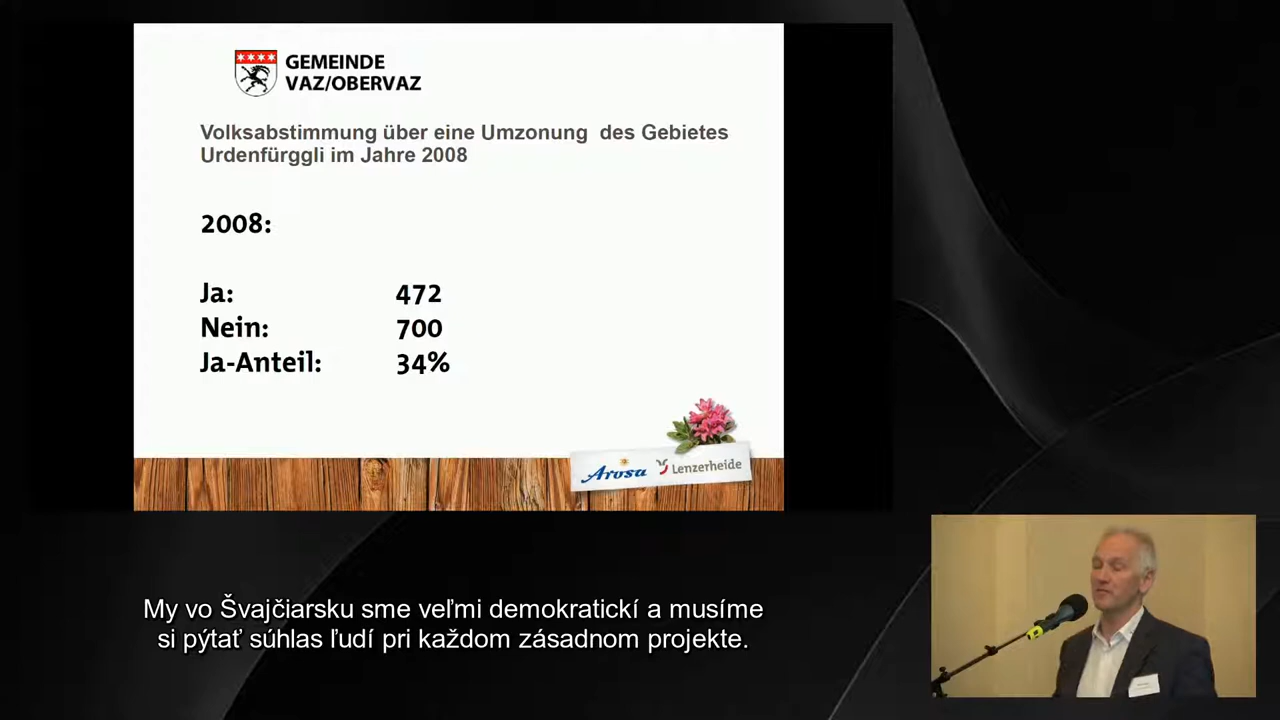 GEMEINDE
VAZ/OBERVAZ
Volksabstimmung über eine Umzonung des Gebietes
Urdenfürggli im Jahre 2008
2008:
Ja: 472
Nein: 700
Ja-Anteil: 34%
Arosa Lenzerheide
My vo Švajčiarsku sme veľmi demokratickí a musíme
si pýtať súhlas ľudí pri každom zásadnom projekte.